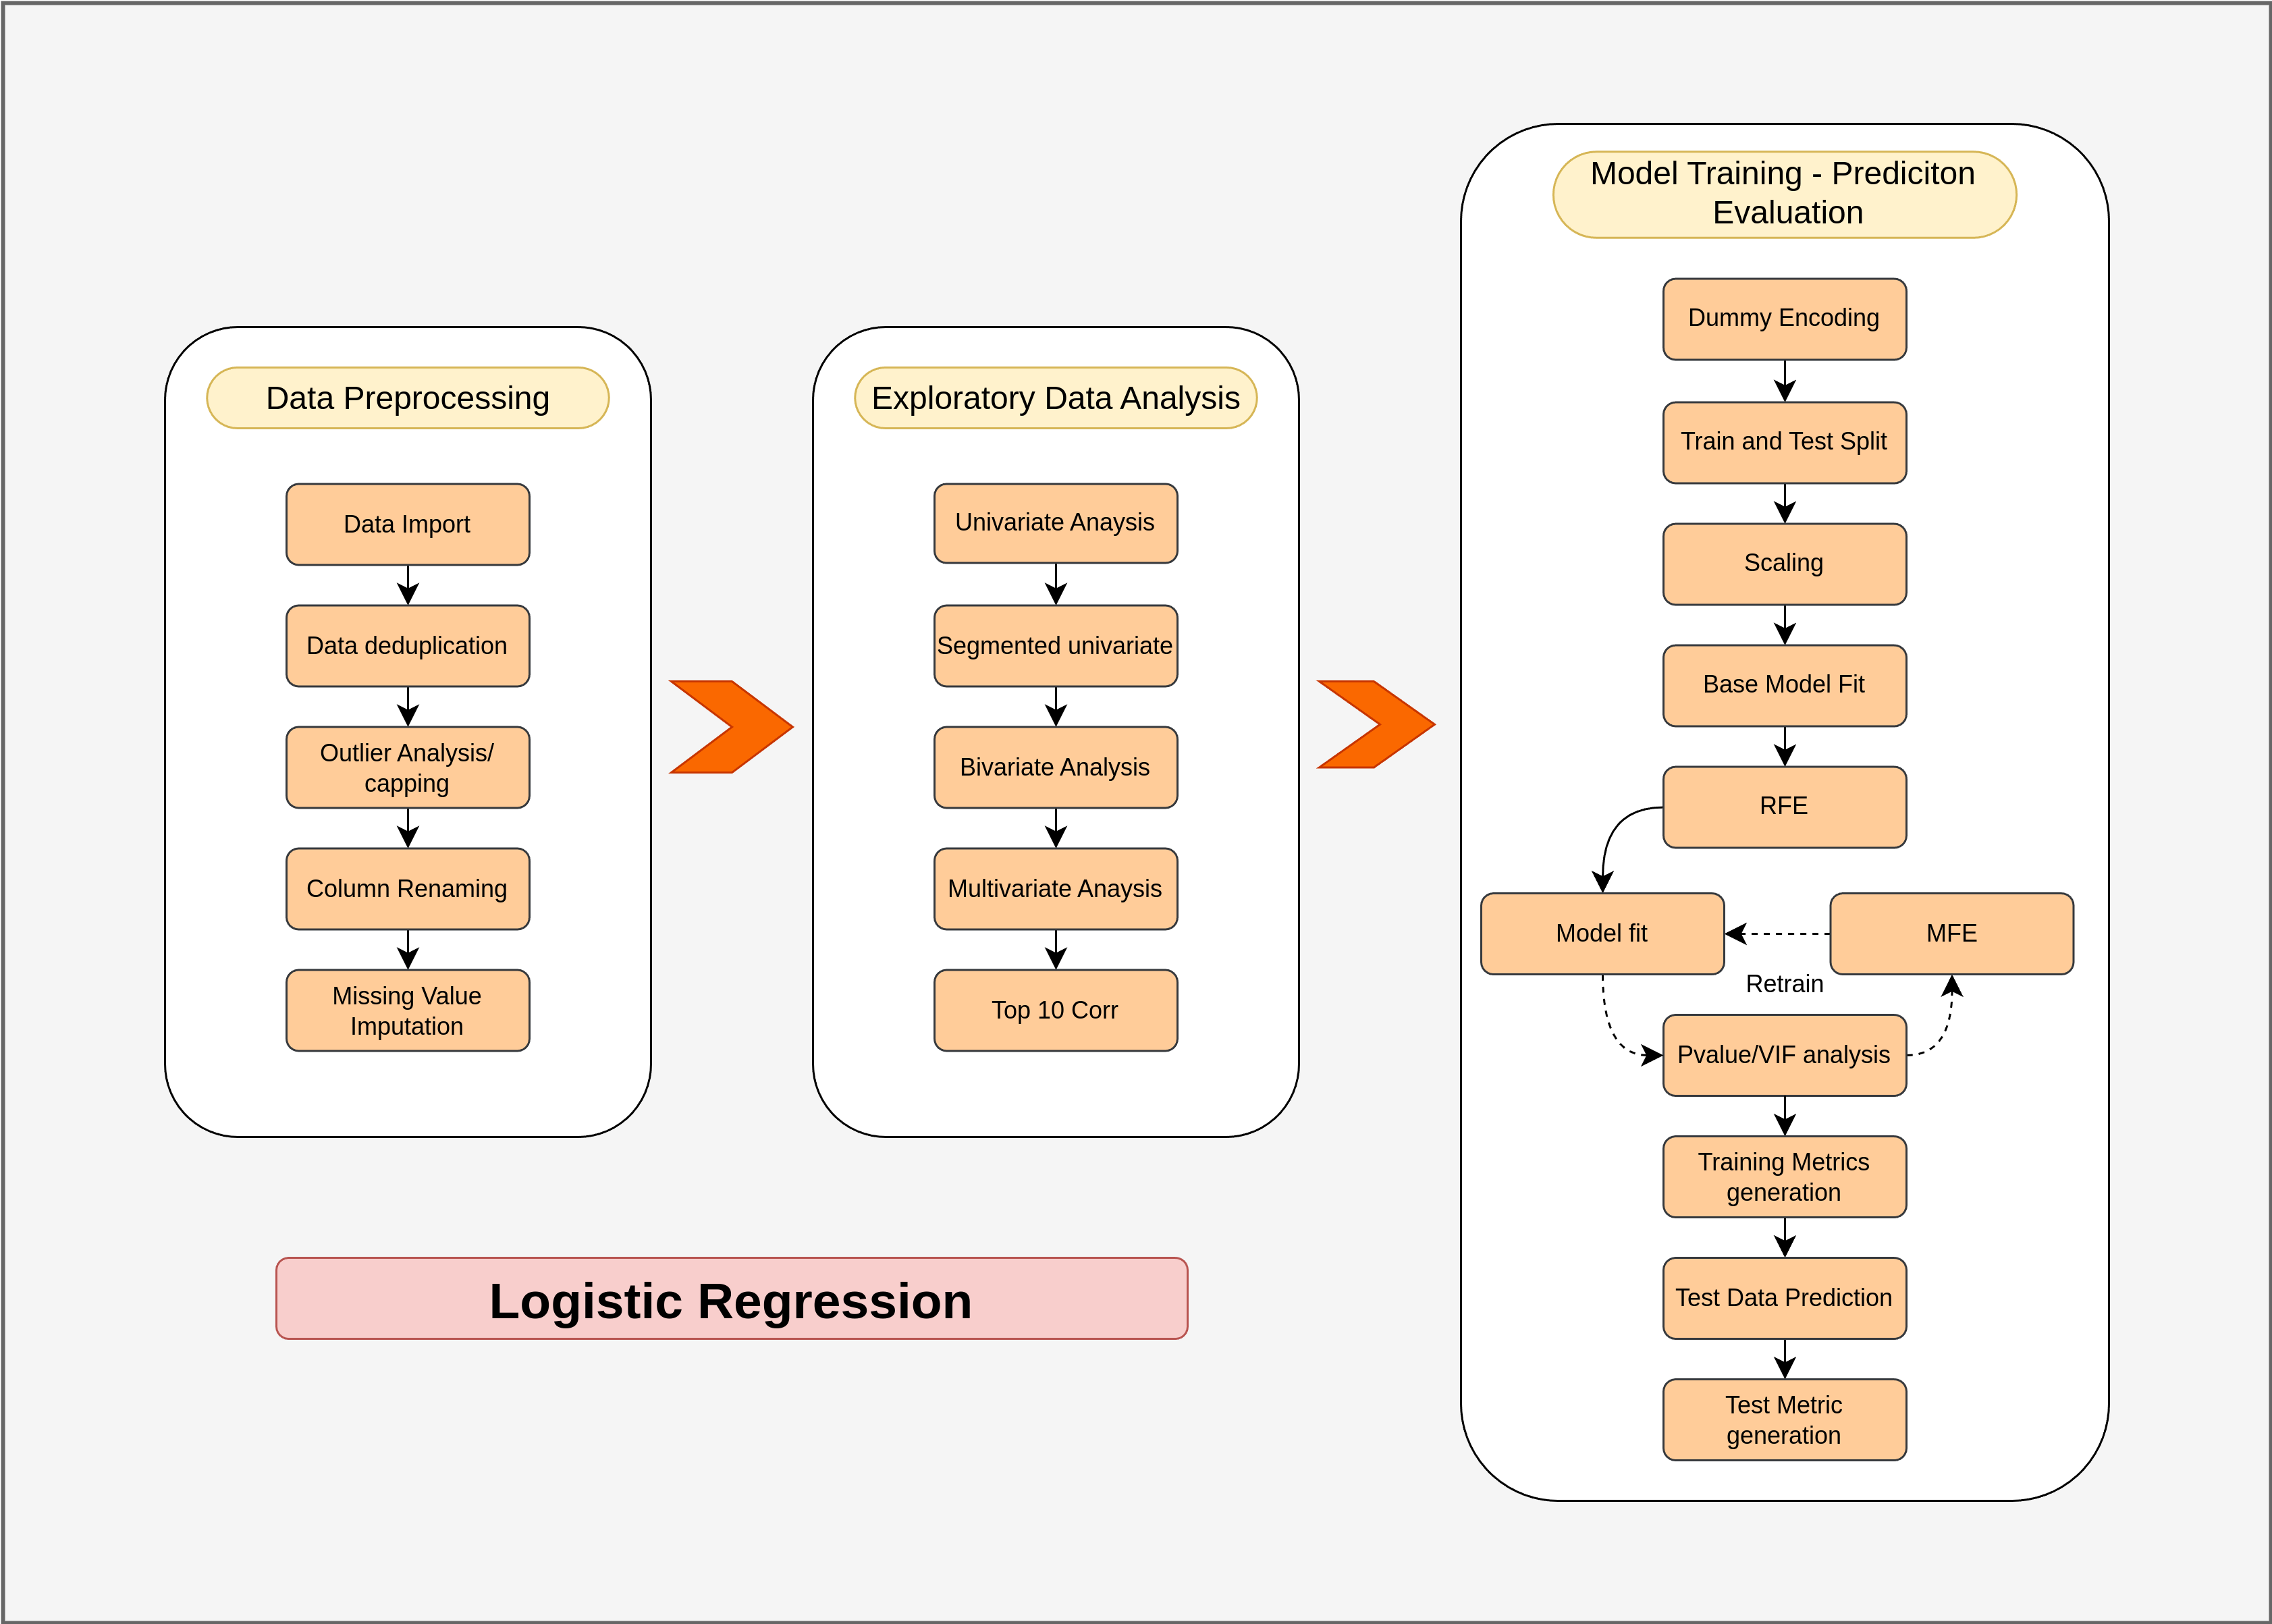 Data Preprocessing
Data Import
Data deduplication
Outlier Analysis/
capping
Column Renaming
Missing Value
Imputation
Exploratory Data Analysis
Univariate Anaysis
Segmented univariate
Bivariate Analysis
Multivariate Anaysis
Top 10 Corr
Model Training - Prediciton
Evaluation
Dummy Encoding
Train and Test Split
Scaling
Base Model Fit
RFE
Model fit
MFE
Retrain
Pvalue/VIF analysis
Training Metrics
generation
Test Data Prediction
Test Metric
generation
Logistic Regression